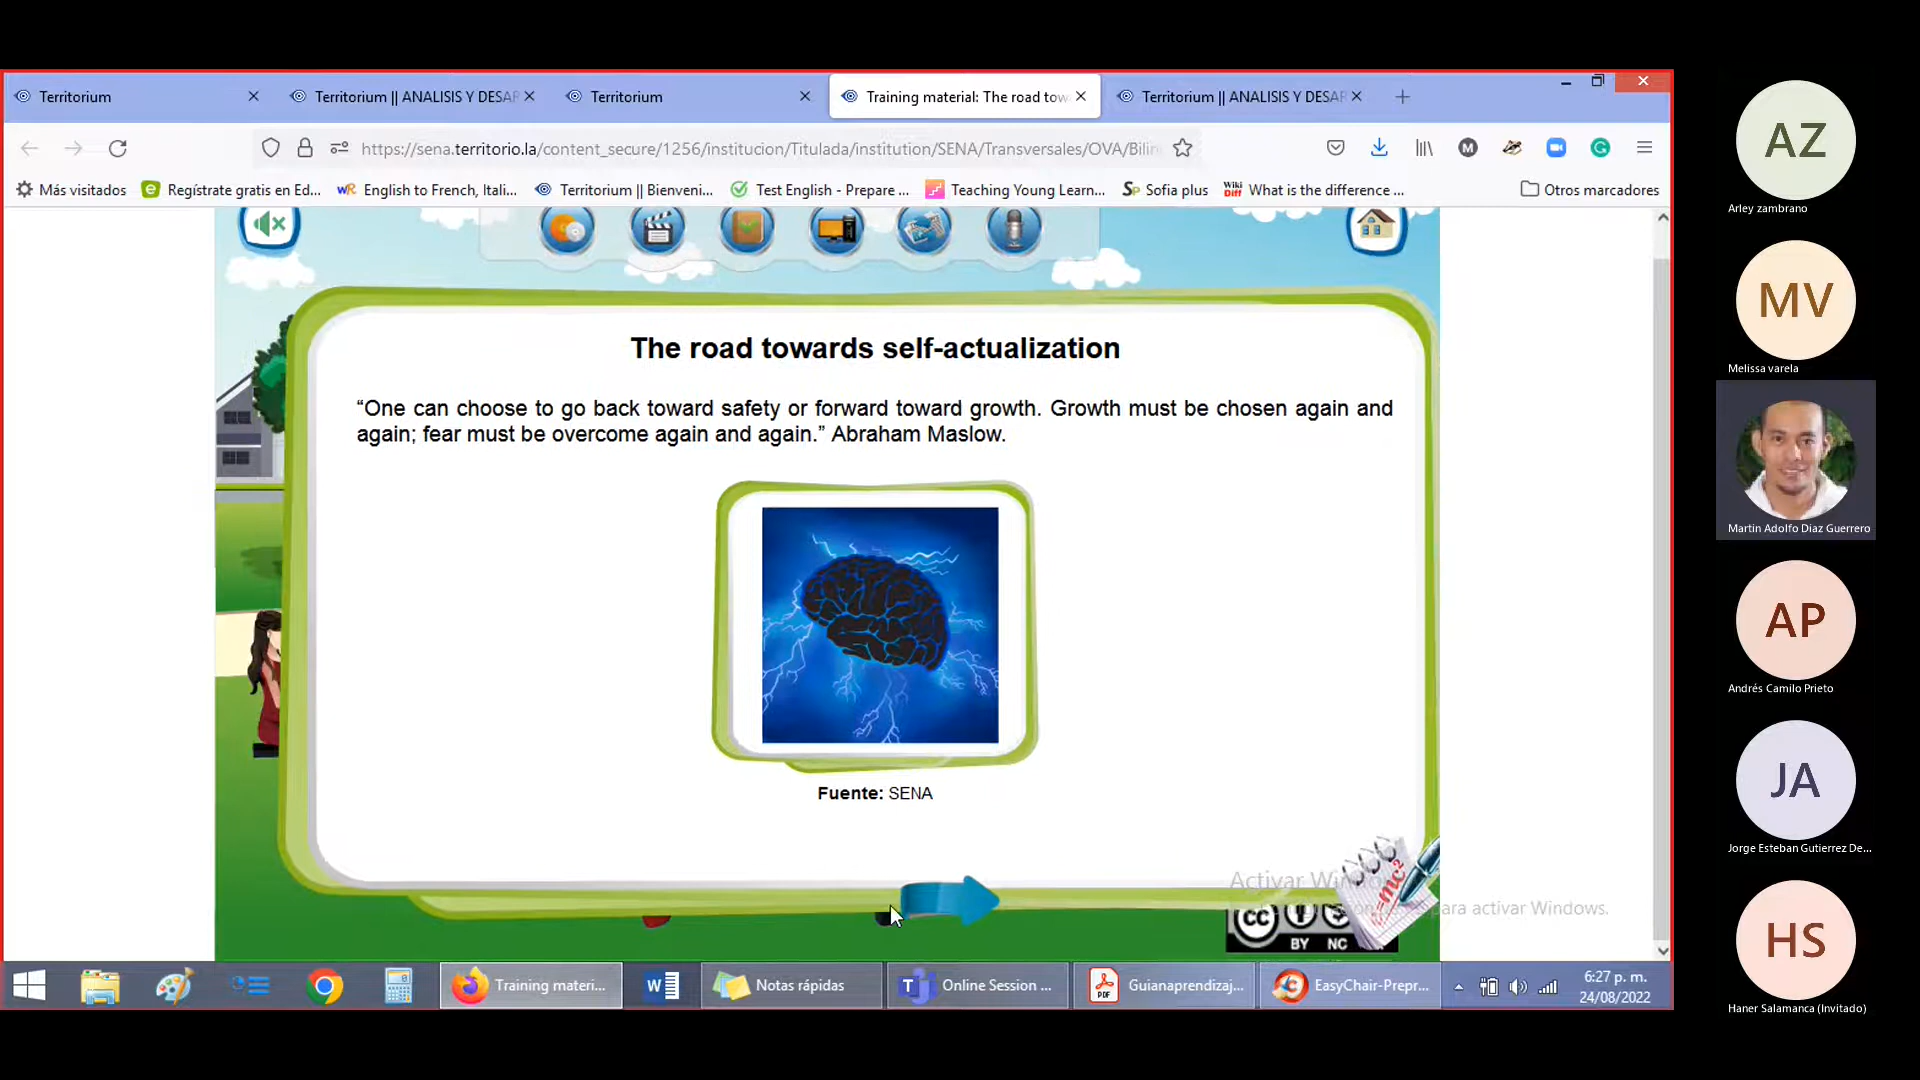 Territorium
Territorium || ANALISIS Y DESAR
Territorium
Training material: The road tow
Territorium || ANALISIS Y DESAR
https://sena.territorio.la/content_secure/1256/institucion/Titulada/institution/SENA/Transversales/OVA/Bilin
Más visitados
Regístrate gratis en Ed...
English to French, Itali...
Territorium || Bienveni...
Test English - Prepare ...
Teaching Young Learn...
Sofia plus
What is the difference ...
Otros marcadores
The road towards self-actualization
“One can choose to go back toward safety or forward toward growth. Growth must be chosen again and
again; fear must be overcome again and again.” Abraham Maslow.
Fuente: SENA
Activar Windows
para activar Windows.
BY NC
Training materi...
Notas rápidas
Online Session ...
Guianaprendizaj...
EasyChair-Prepr...
6:27 p. m.
24/08/2022
AZ
Arley zambrano
MV
Melissa varela
Martin Adolfo Diaz Guerrero
AP
Andrés Camilo Prieto
JA
Jorge Esteban Gutierrez De...
HS
Haner Salamanca (Invitado)